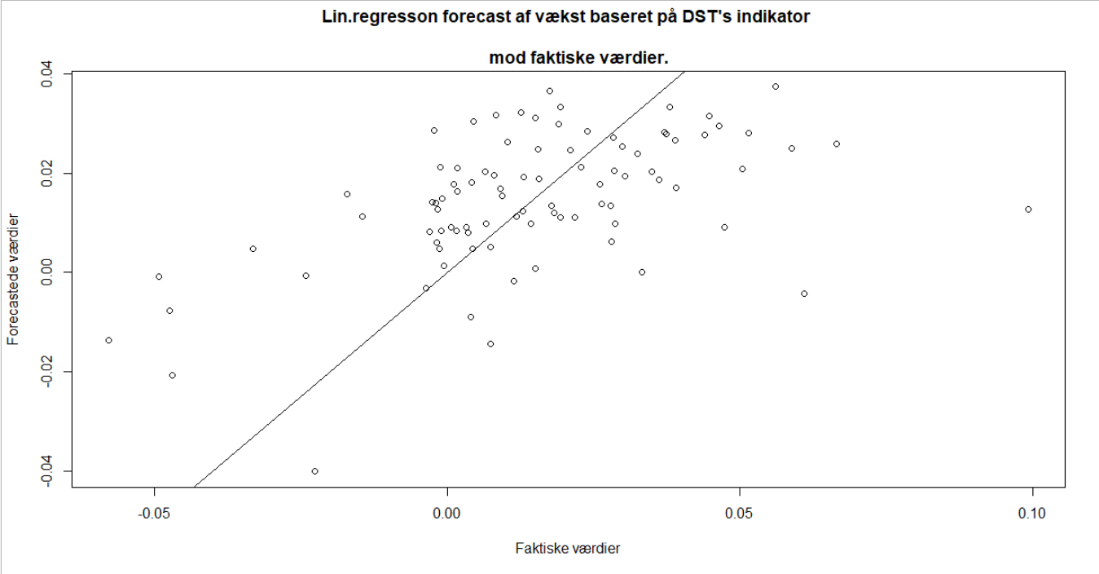 Lin.regresson forecast af vækst baseret på DST's indikator
mod faktiske værdier.
Forecastede værdier
0.04
0.02
0.00
-0.02
-0.04
-0.05
0.00
0.05
0.10
Faktiske værdier